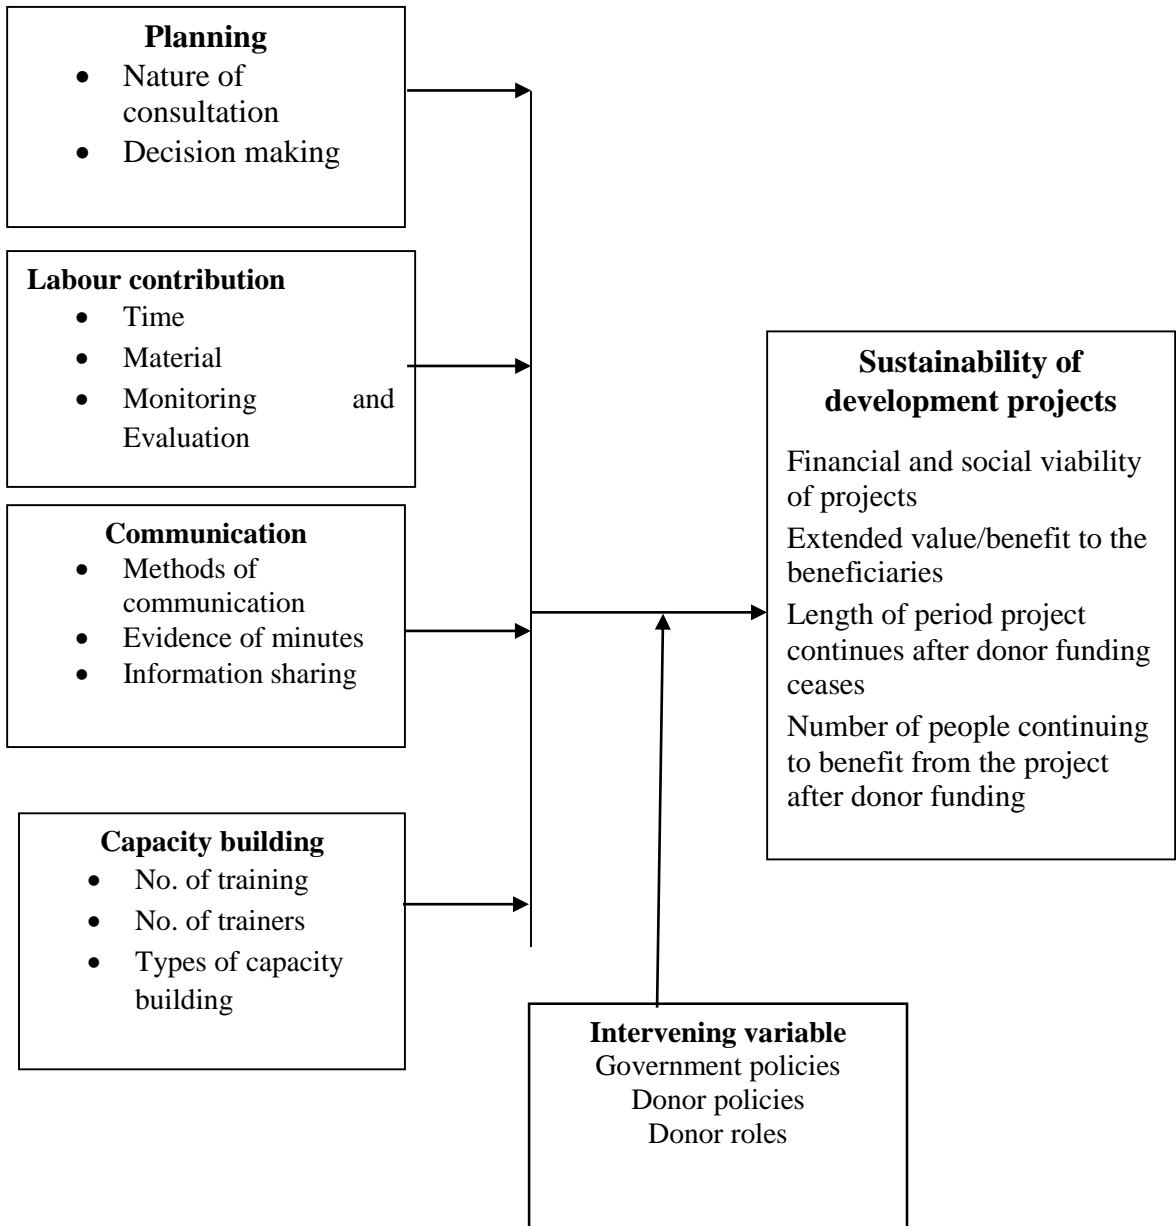 Planning
• Nature of
consultation
• Decision making
Labour contribution
• Time
• Material
• Monitoring and
Evaluation
Communication
• Methods of
communication
• Evidence of minutes
• Information sharing
Capacity building
• No. of training
• No. of trainers
• Types of capacity
building
Sustainability of
development projects
Financial and social viability
of projects
Extended value/benefit to the
beneficiaries
Length of period project
continues after donor funding
ceases
Number of people continuing
to benefit from the project
after donor funding
Intervening variable
Government policies
Donor policies
Donor roles